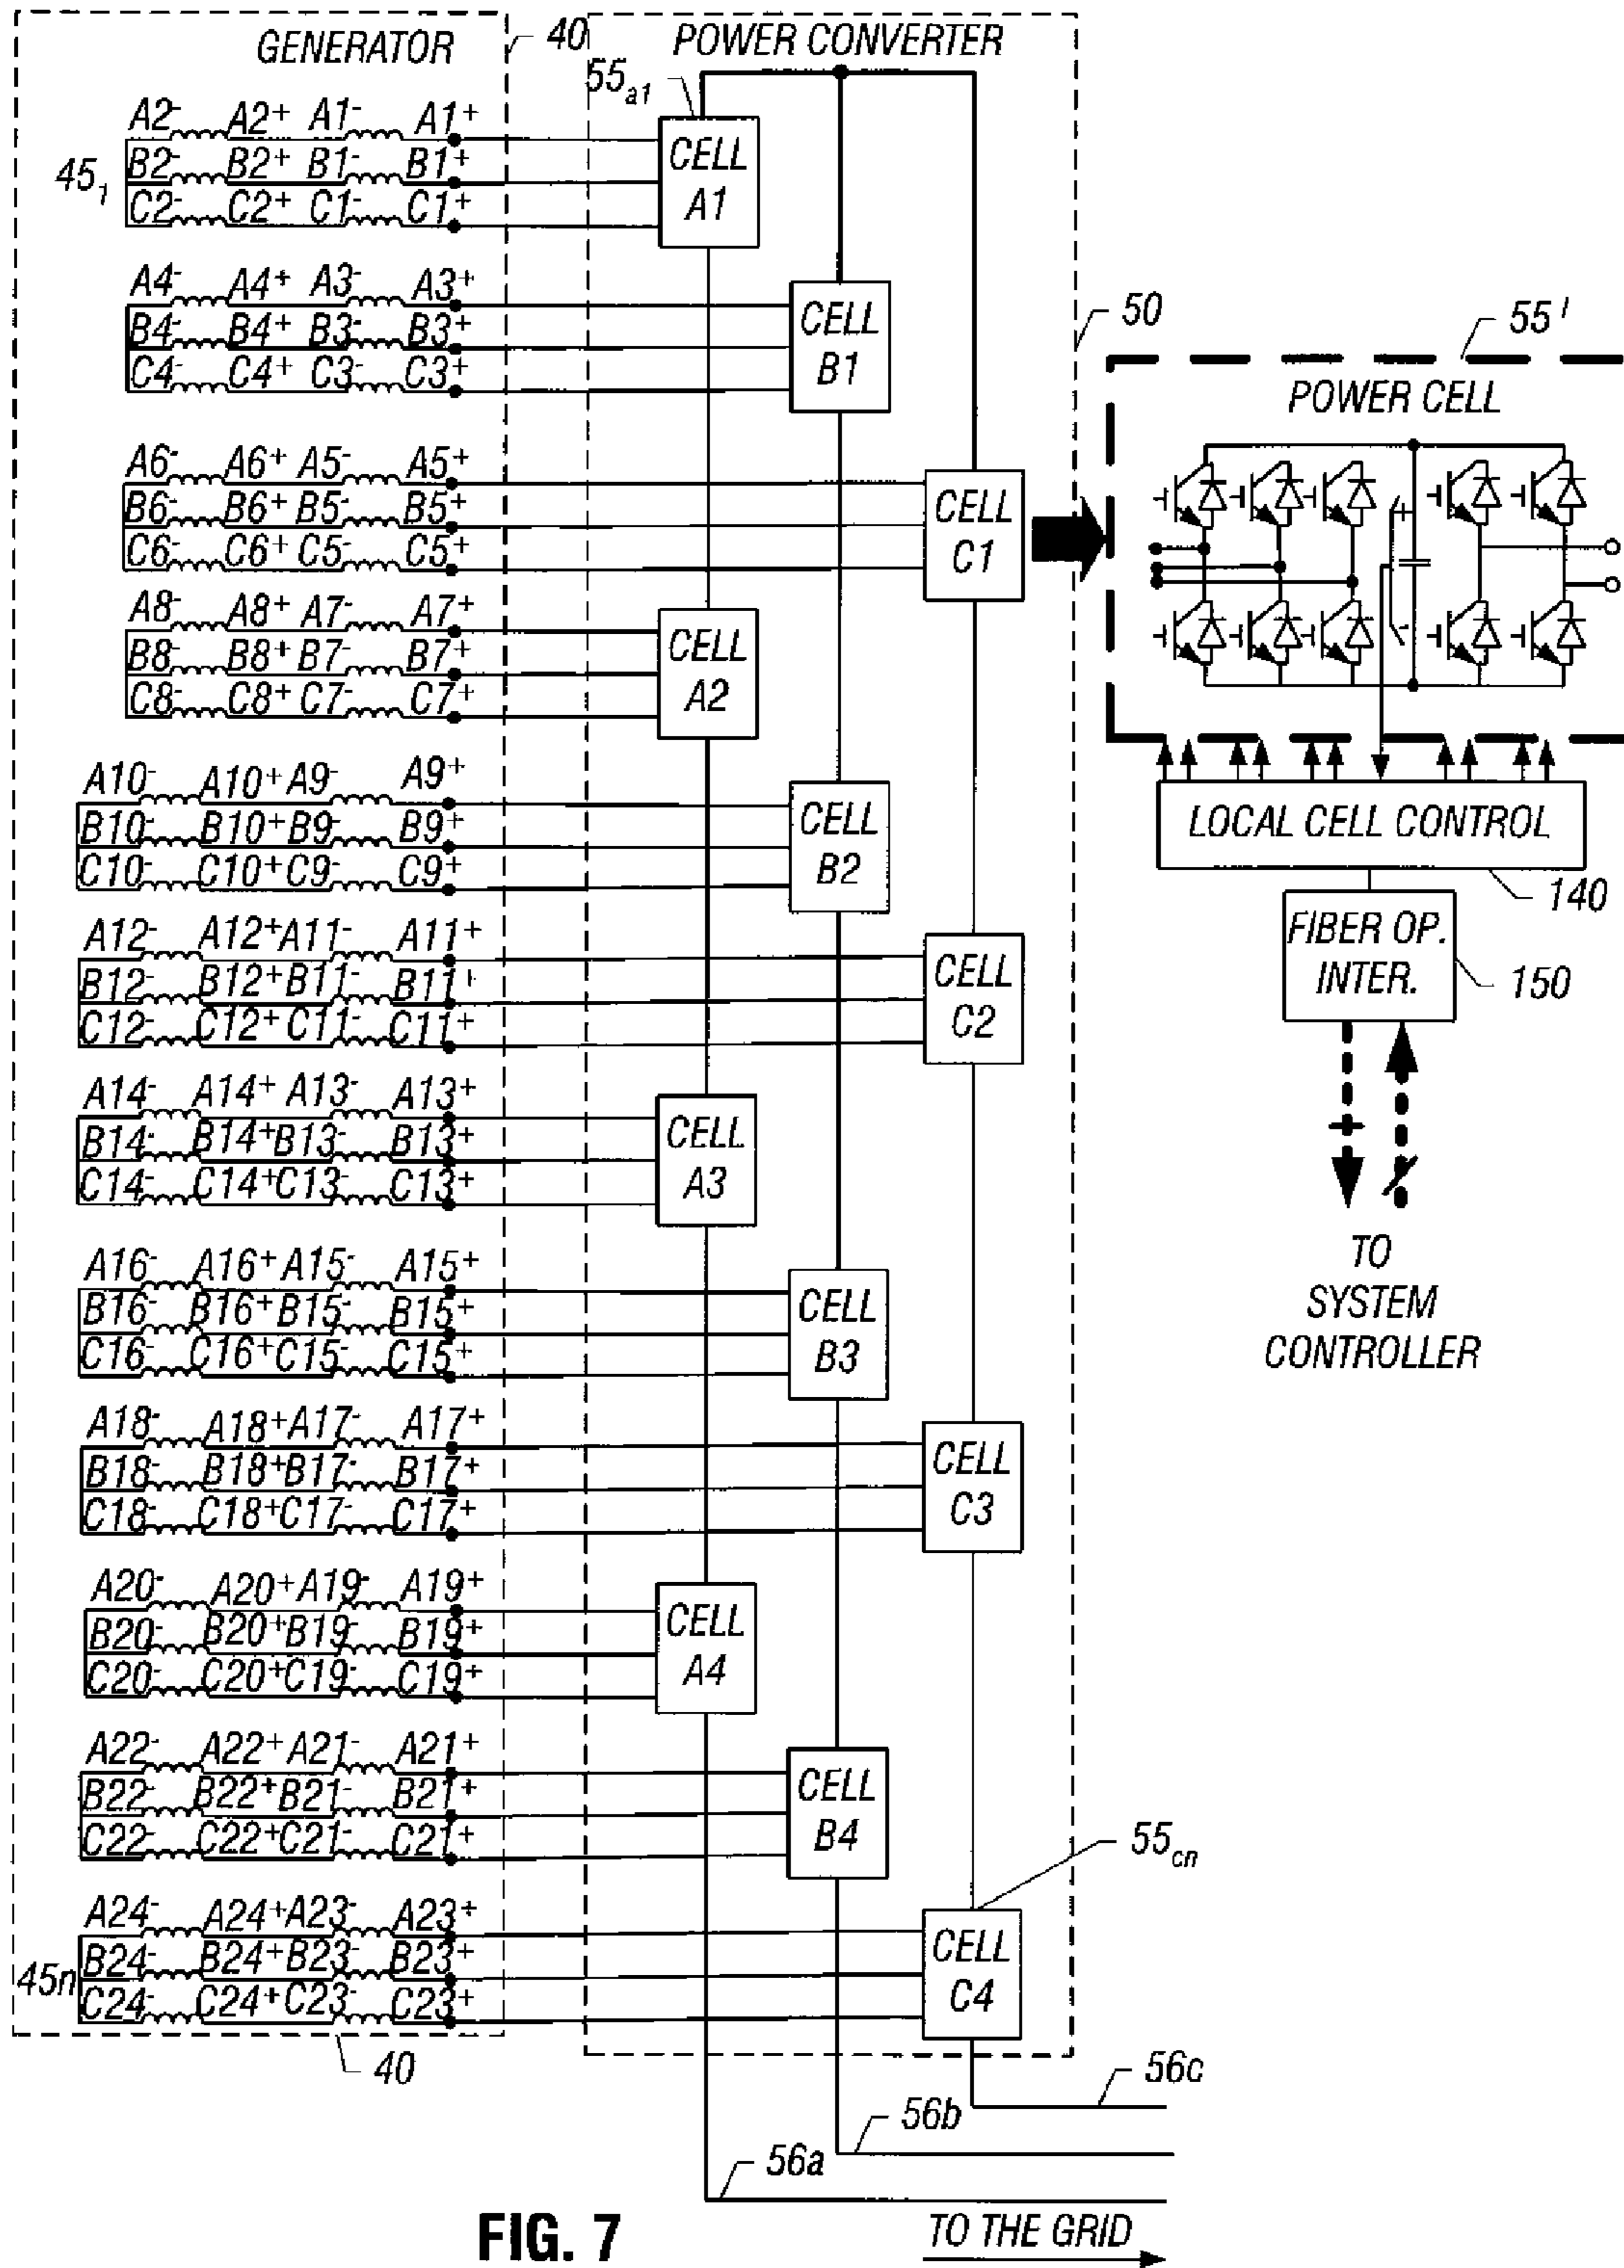 GENERATOR
40
POWER CONVERTER
55a1
A2- A2+ A1- A1+
B2- B2+ B1- B1+
C2- C2+ C1- C1+
451
CELL
A1
A4- A4+ A3- A3+
B4- B4+ B3- B3+
C4- C4+ C3- C3+
CELL
B1
50
55'
POWER CELL
A6- A6+ A5- A5+
B6- B6+ B5- B5+
C6- C6+ C5- C5+
CELL
C1
+
-
A8- A8+ A7- A7+
B8- B8+ B7- B7+
C8- C8+ C7- C7+
CELL
A2
A10- A10+ A9- A9+
B10- B10+ B9- B9+
C10- C10+ C9- C9+
CELL
B2
LOCAL CELL CONTROL
140
FIBER OP.
INTER.
150
A12- A12+ A11- A11+
B12- B12+ B11- B11+
C12- C12+ C11- C11+
CELL
C2
A14- A14+ A13- A13+
B14- B14+ B13- B13+
C14- C14+ C13- C13+
CELL
A3
TO
SYSTEM
CONTROLLER
A16- A16+ A15- A15+
B16- B16+ B15- B15+
C16- C16+ C15- C15+
CELL
B3
A18- A18+ A17- A17+
B18- B18+ B17- B17+
C18- C18+ C17- C17+
CELL
C3
A20- A20+ A19- A19+
B20- B20+ B19- B19+
C20- C20+ C19- C19+
CELL
A4
A22- A22+ A21- A21+
B22- B22+ B21- B21+
C22- C22+ C21- C21+
CELL
B4
55cn
A24- A24+ A23- A23+
B24- B24+ B23- B23+
C24- C24+ C23- C23+
45n
CELL
C4
40
56c
56b
56a
FIG. 7
TO THE GRID